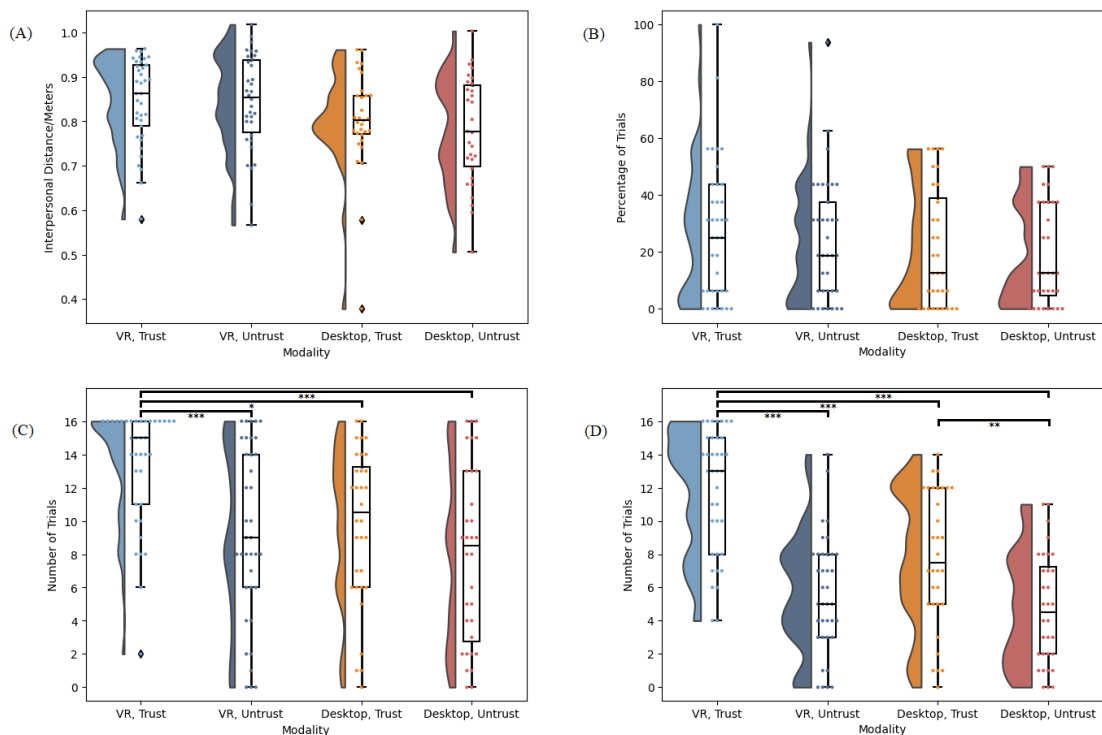 (A)
Interpersonal Distance/Meters
1.0
0.9
0.8
0.7
0.6
0.5
0.4
VR, Trust VR, Untrust Desktop, Trust Desktop, Untrust
Modality
(B)
Percentage of Trials
100
80
60
40
20
0
VR, Trust VR, Untrust Desktop, Trust Desktop, Untrust
Modality
(C)
Number of Trials
16
14
12
10
8
6
4
2
0
***
*
***
VR, Trust VR, Untrust Desktop, Trust Desktop, Untrust
Modality
(D)
Number of Trials
16
14
12
10
8
6
4
2
0
***
***
***
**
VR, Trust VR, Untrust Desktop, Trust Desktop, Untrust
Modality